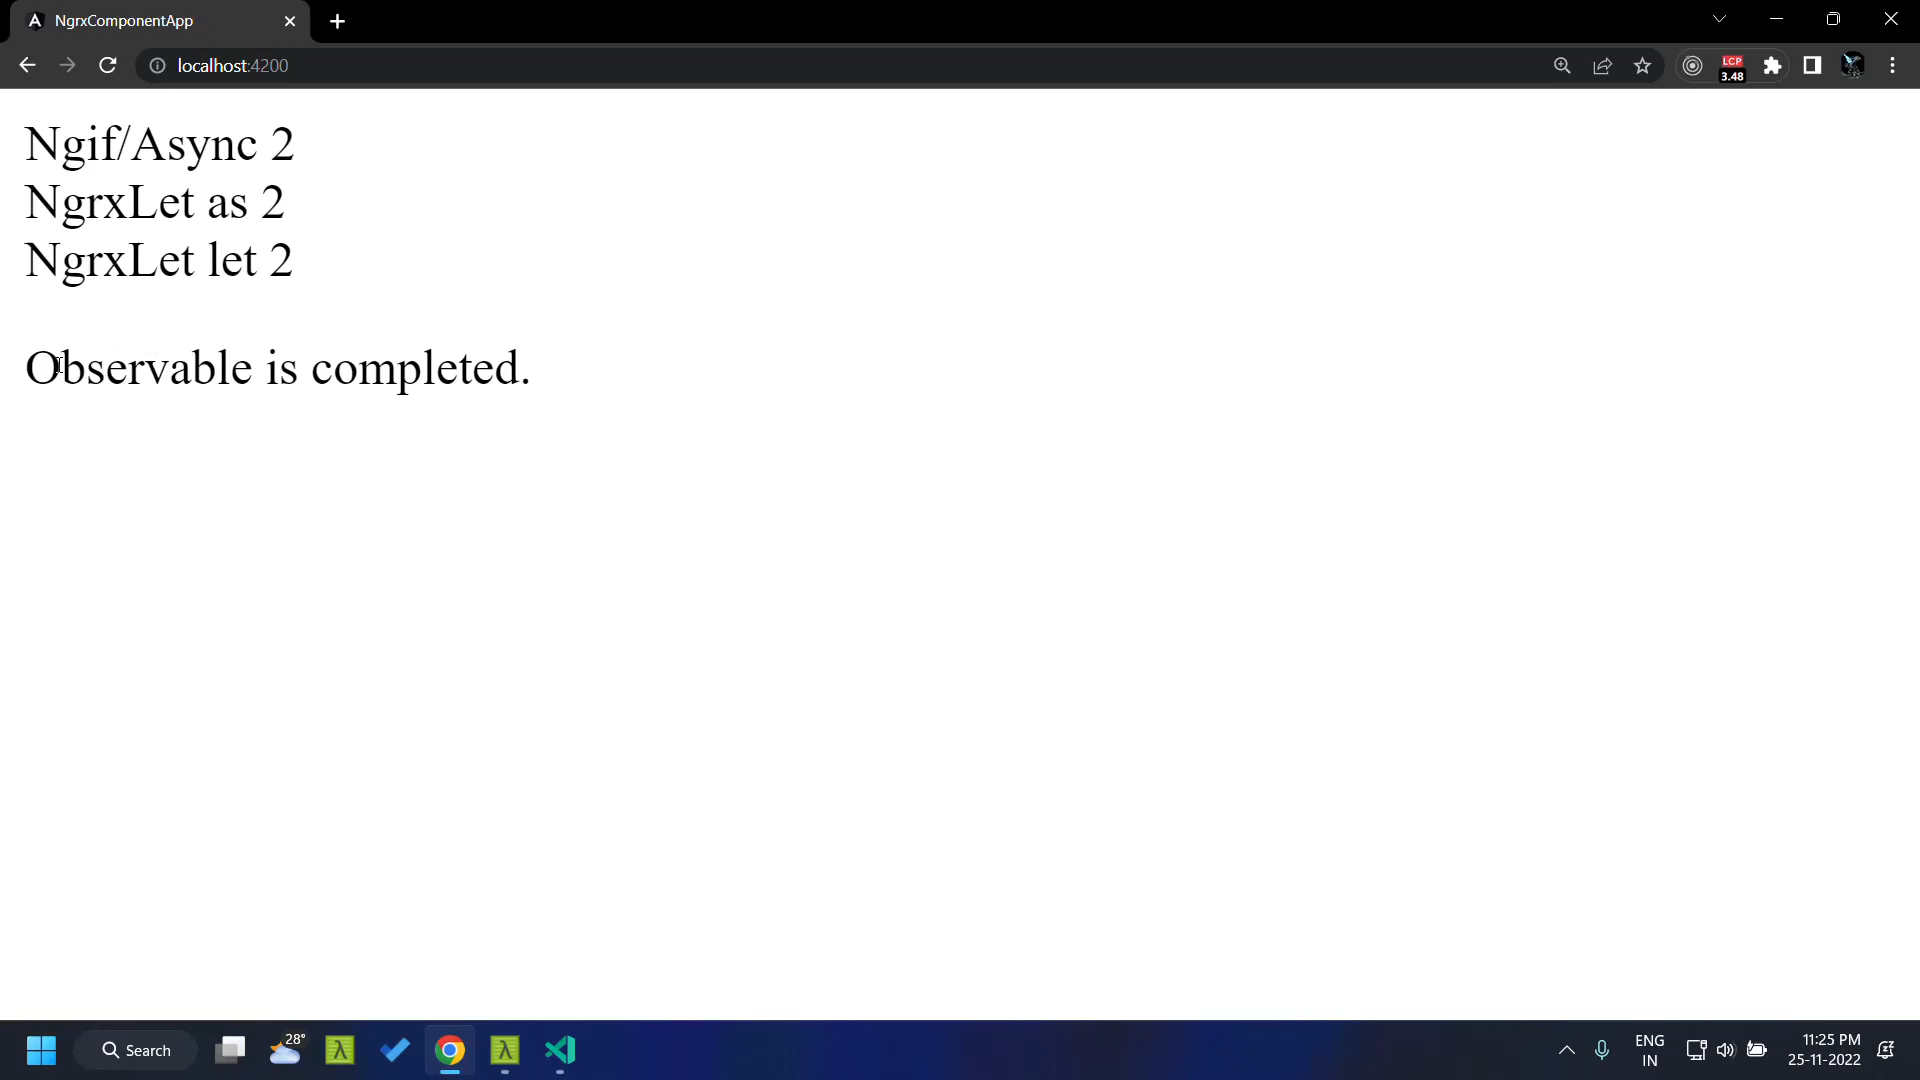 NgrxComponentApp
localhost:4200
LCP
3.48
Ngif/Async 2
NgrxLet as 2
NgrxLet let 2
Observable is completed.
Search
28°
ENG
IN
11:25 PM
25-11-2022